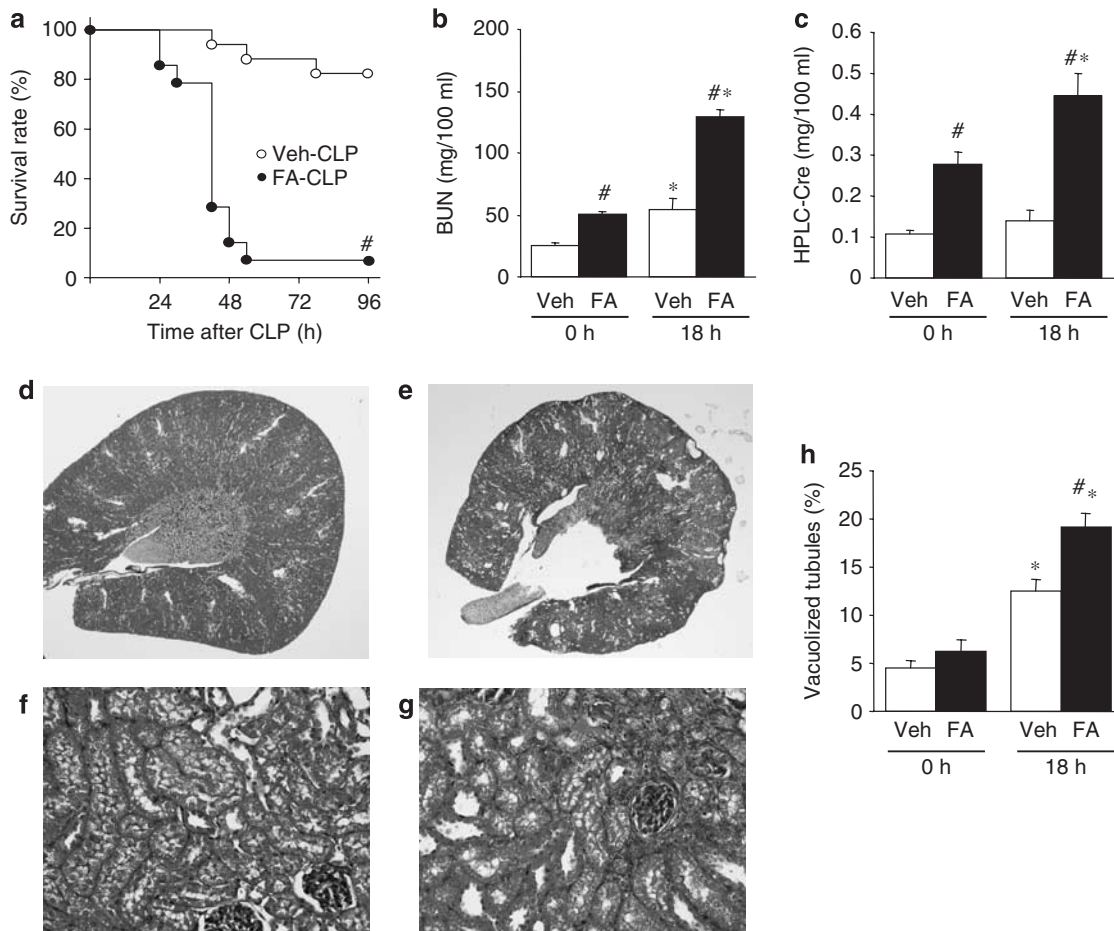 a
100
80
60
40
20
0
Survival rate (%)
Veh-CLP
FA-CLP
#
24
48
72
96
Time after CLP (h)
b
200
150
100
50
0
BUN (mg/100 ml)
#
*
#*
Veh
FA
Veh
FA
0 h
18 h
c
0.6
0.5
0.4
0.3
0.2
0.1
0
HPLC-Cre (mg/100 ml)
#
#*
Veh
FA
Veh
FA
0 h
18 h
d
e
f
g
h
25
20
15
10
5
0
Vacuolized tubules (%)
*
#*
Veh
FA
Veh
FA
0 h
18 h